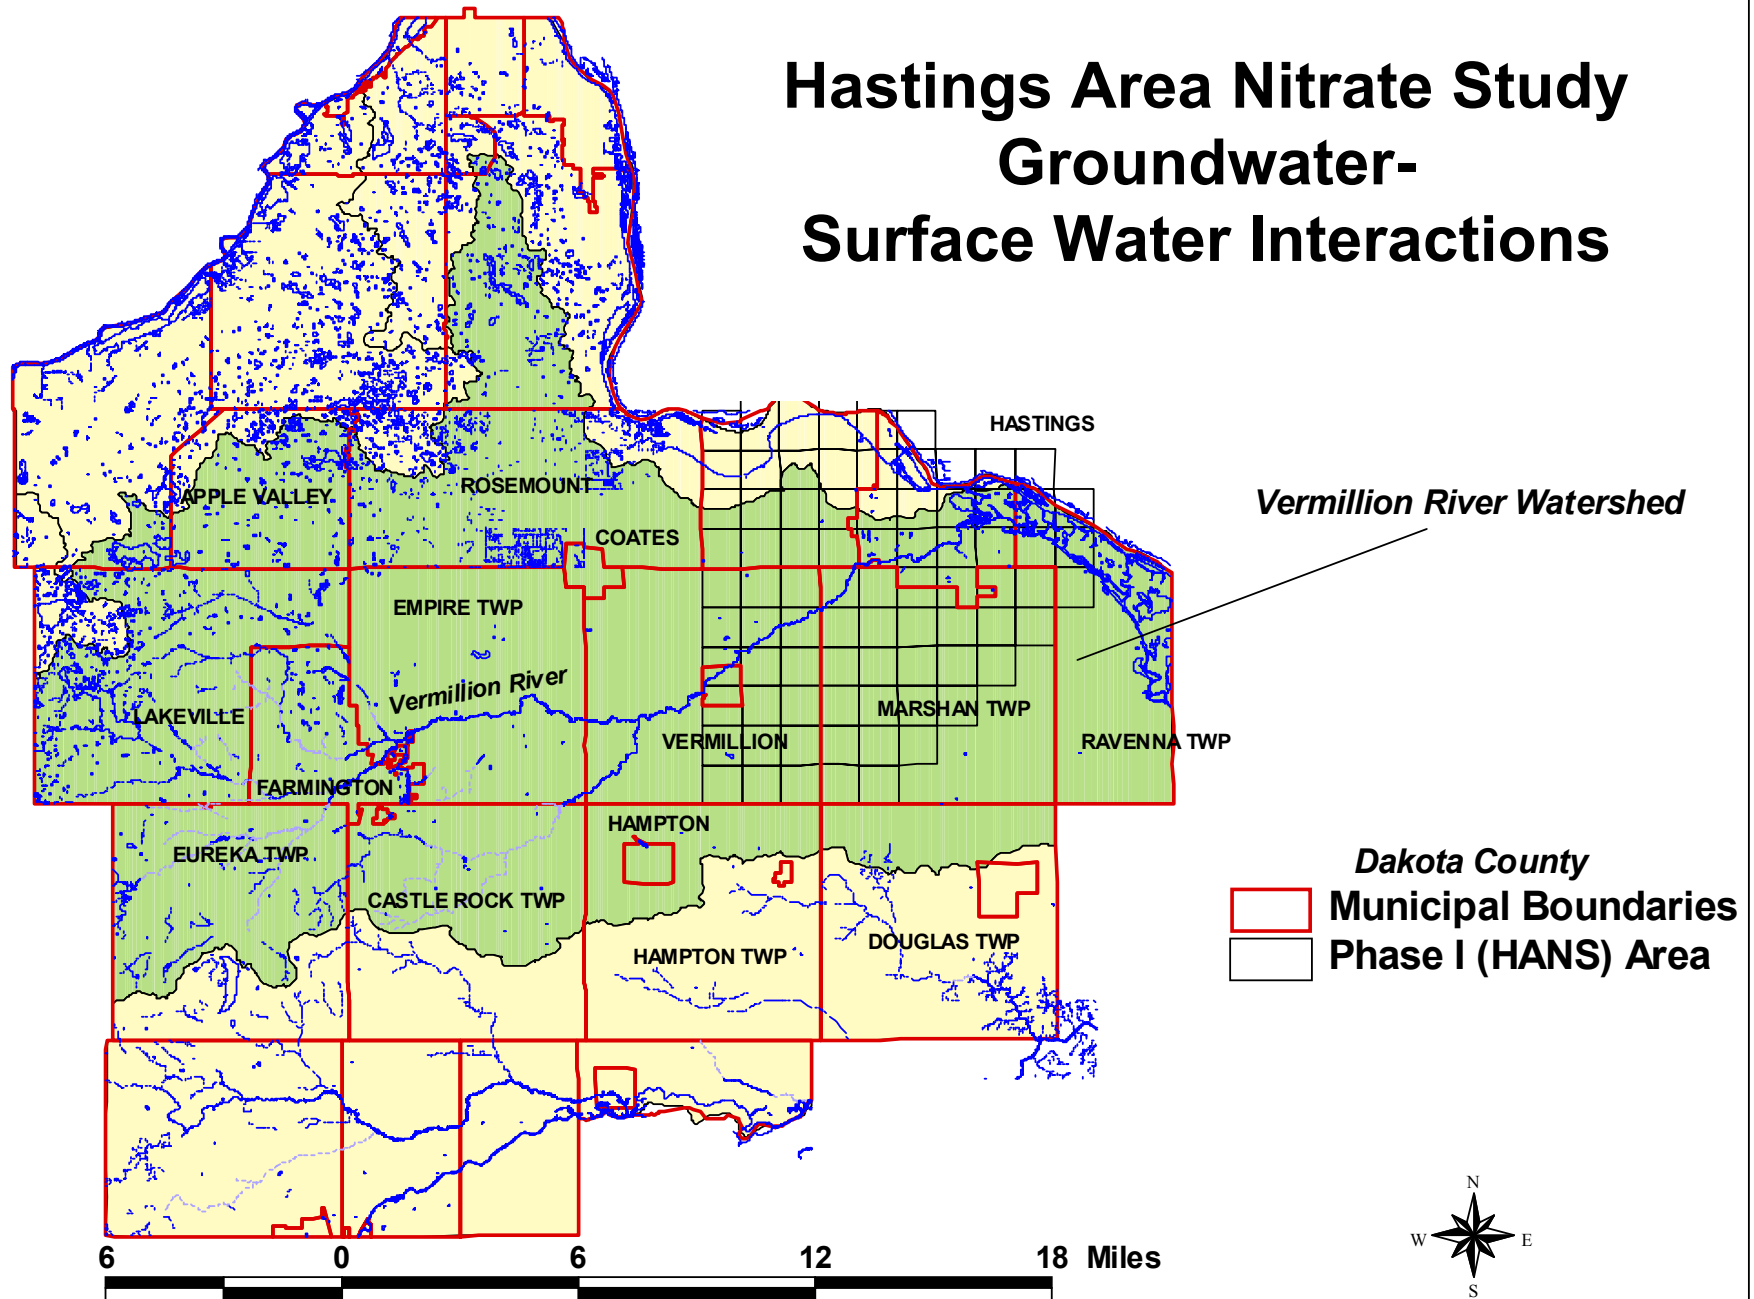 Hastings Area Nitrate Study
Groundwater-
Surface Water Interactions
HASTINGS
APPLE VALLEY
ROSEMOUNT
Vermillion River Watershed
COATES
EMPIRE TWP
Vermillion River
LAKEVILLE
MARSHAN TWP
VERMILLION
RAVENNA TWP
FARMINGTON
HAMPTON
EUREKA TWP
CASTLE ROCK TWP
Dakota County
Municipal Boundaries
Phase I (HANS) Area
DOUGLAS TWP
HAMPTON TWP
N
W
E
S
6 0 6 12 18 Miles